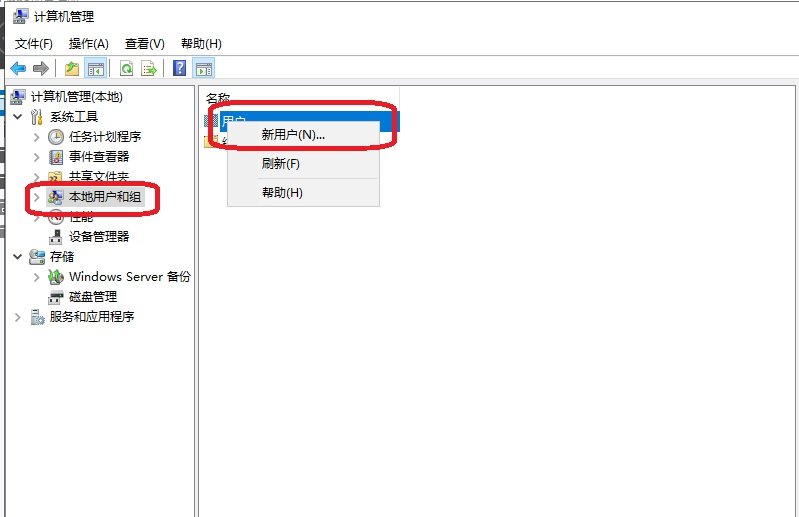 计算机管理
文件(F) 操作(A) 查看(V) 帮助(H)
计算机管理(本地)
系统工具
任务计划程序
事件查看器
共享文件夹
本地用户和组
性能
设备管理器
存储
Windows Server 备份
磁盘管理
服务和应用程序
名称
用户
新用户(N)...
刷新(F)
帮助(H)